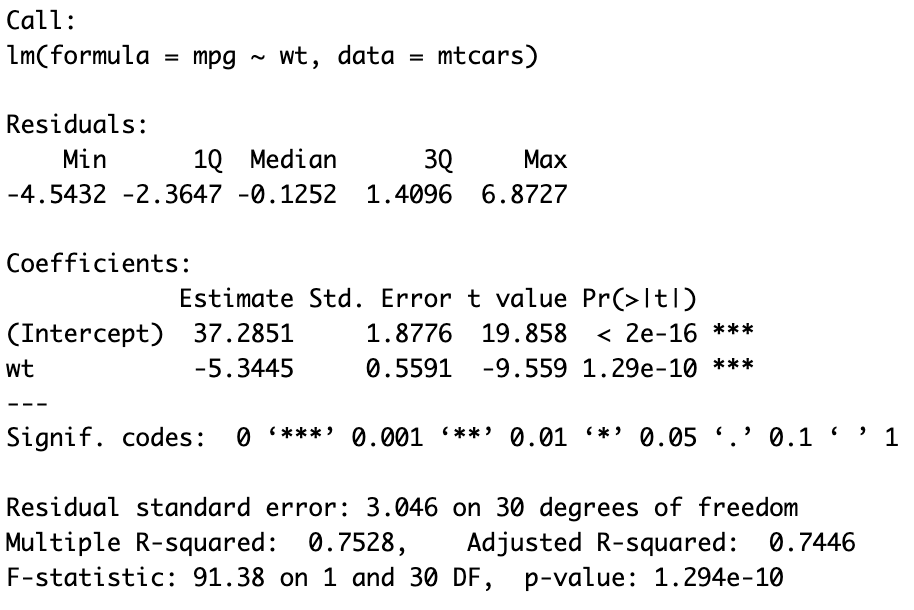 Call:
lm(formula = mpg ~ wt, data = mtcars)

Residuals:
    Min      1Q  Median      3Q     Max
-4.5432 -2.3647 -0.1252  1.4096  6.8727

Coefficients:
            Estimate Std. Error t value Pr(>|t|)
(Intercept)  37.2851     1.8776  19.858  < 2e-16 ***
wt           -5.3445     0.5591  -9.559 1.29e-10 ***
---
Signif. codes:  0 ‘***’ 0.001 ‘**’ 0.01 ‘*’ 0.05 ‘.’ 0.1 ‘ ’ 1

Residual standard error: 3.046 on 30 degrees of freedom
Multiple R-squared:  0.7528,    Adjusted R-squared:  0.7446
F-statistic: 91.38 on 1 and 30 DF,  p-value: 1.294e-10